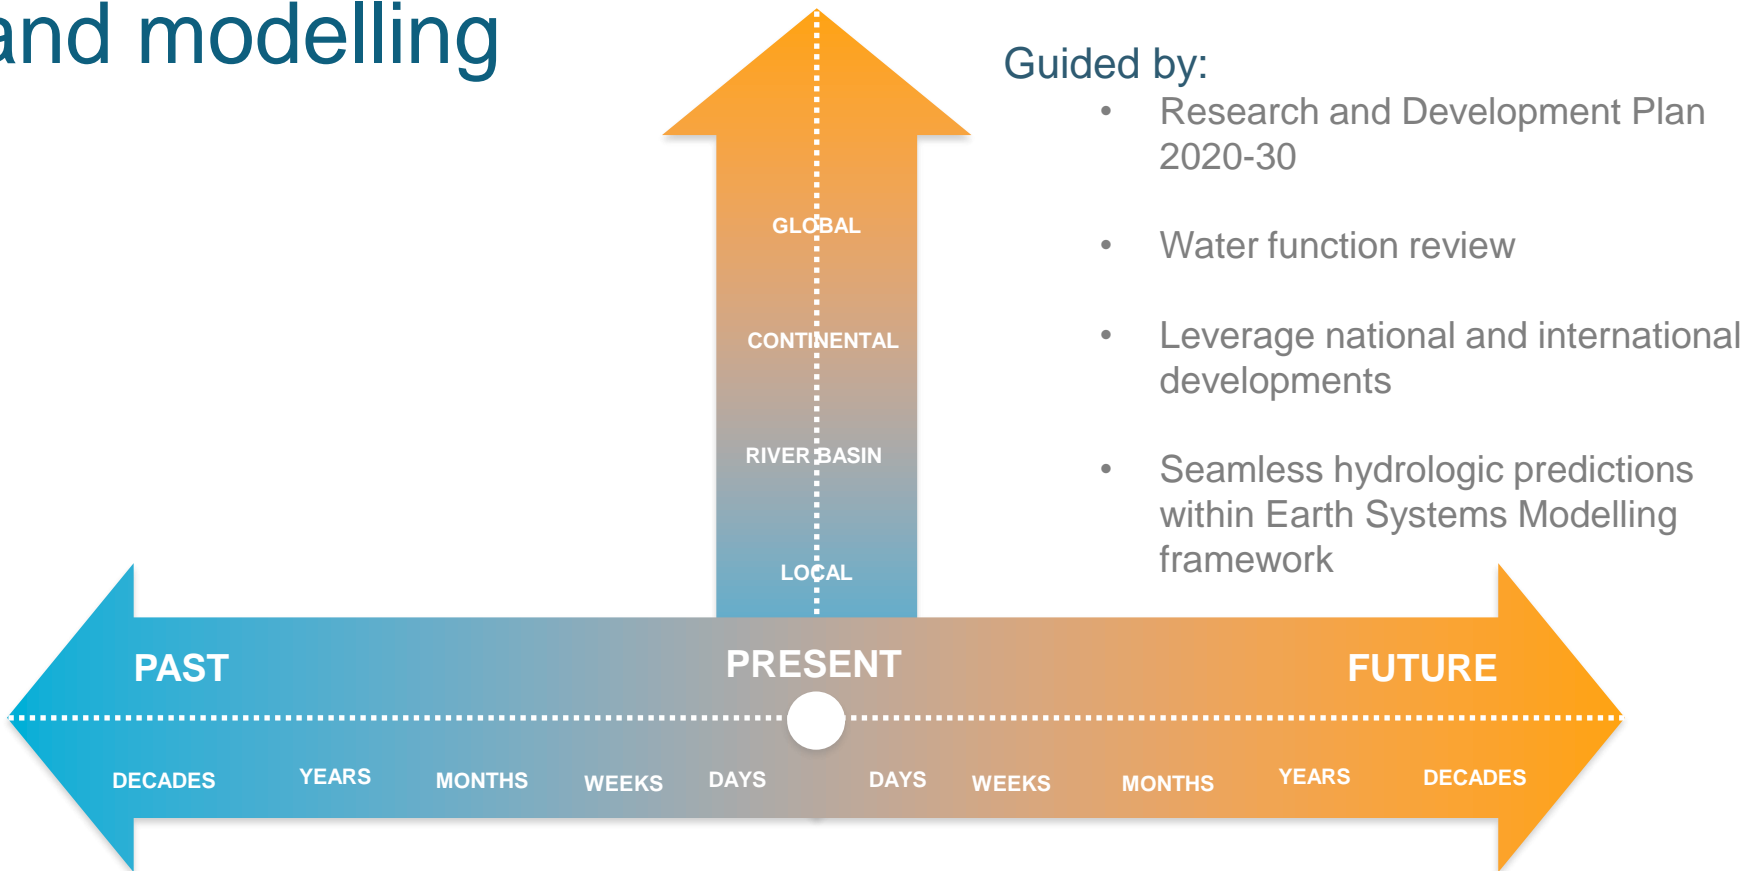 and modelling
Guided by:
• Research and Development Plan
2020-30
• Water function review
• Leverage national and international
developments
• Seamless hydrologic predictions
within Earth Systems Modelling
framework
GLOBAL
CONTINENTAL
RIVER BASIN
LOCAL
PAST PRESENT FUTURE
DECADES YEARS MONTHS WEEKS DAYS DAYS WEEKS MONTHS YEARS DECADES